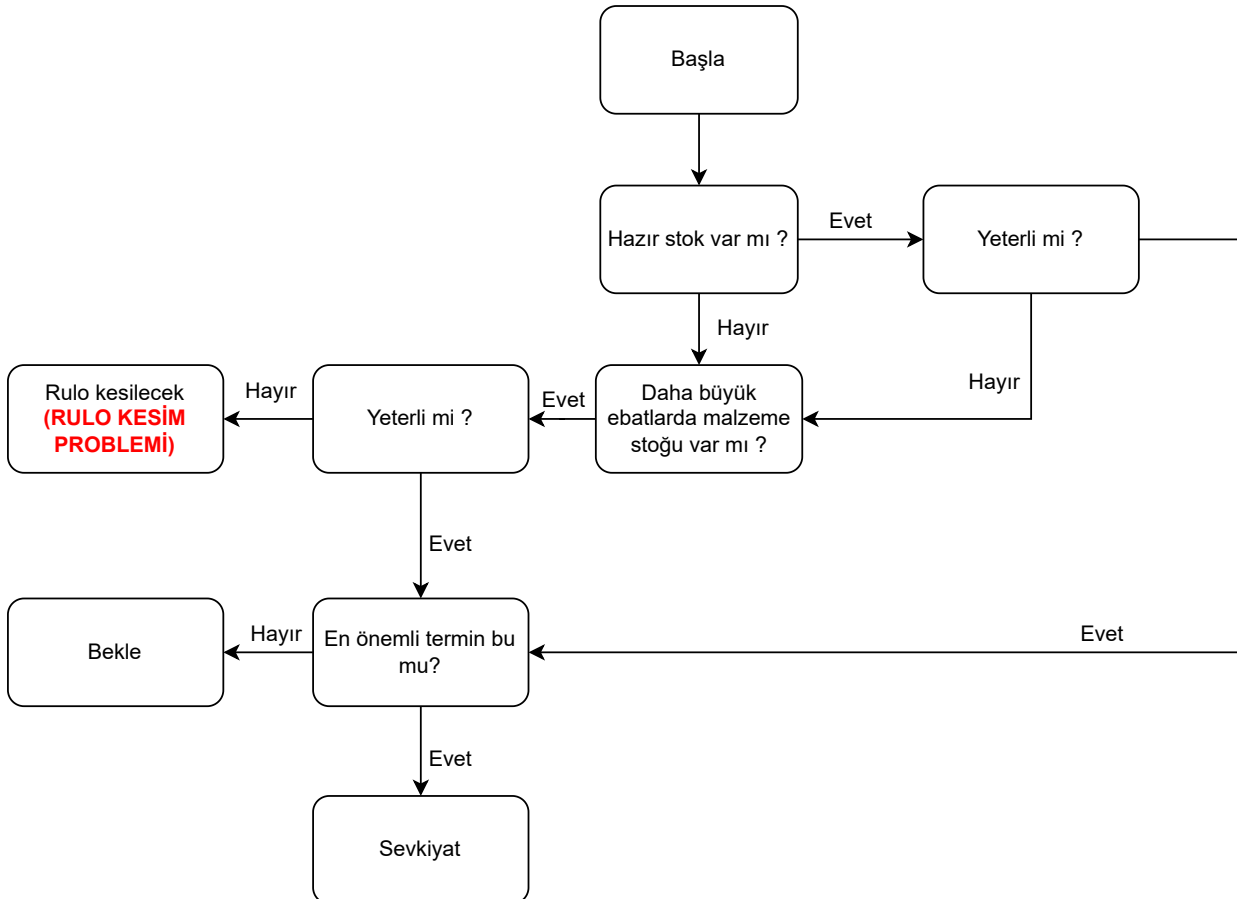 Başla
Hazır stok var mı ?
Evet
Yeterli mi ?
Hayır
Hayır
Rulo kesilecek
(RULO KESİM
PROBLEMİ)
Hayır
Yeterli mi ?
Evet
Daha büyük
ebatlarda malzeme
stoğu var mı ?
Evet
Bekle
Hayır
En önemli termin bu
mu?
Evet
Evet
Sevkiyat